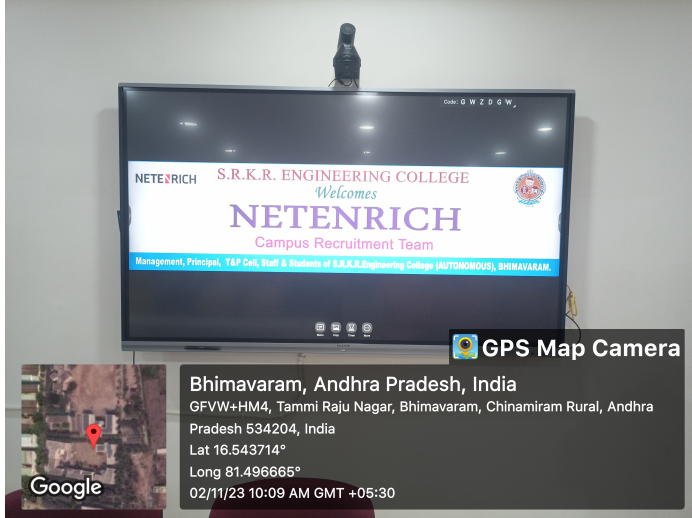 Code: G W Z D G W
NETENRICH
S.R.K.R. ENGINEERING COLLEGE
Welcomes
NETENRICH
Campus Recruitment Team
Management, Principal, T&P Cell, Staff & Students of S.R.K.R.Engineering College (AUTONOMOUS), BHIMAVARAM.
GPS Map Camera
Bhimavaram, Andhra Pradesh, India
GFVW+HM4, Tammi Raju Nagar, Bhimavaram, Chinamiram Rural, Andhra
Pradesh 534204, India
Lat 16.543714°
Long 81.496665°
02/11/23 10:09 AM GMT +05:30
Google